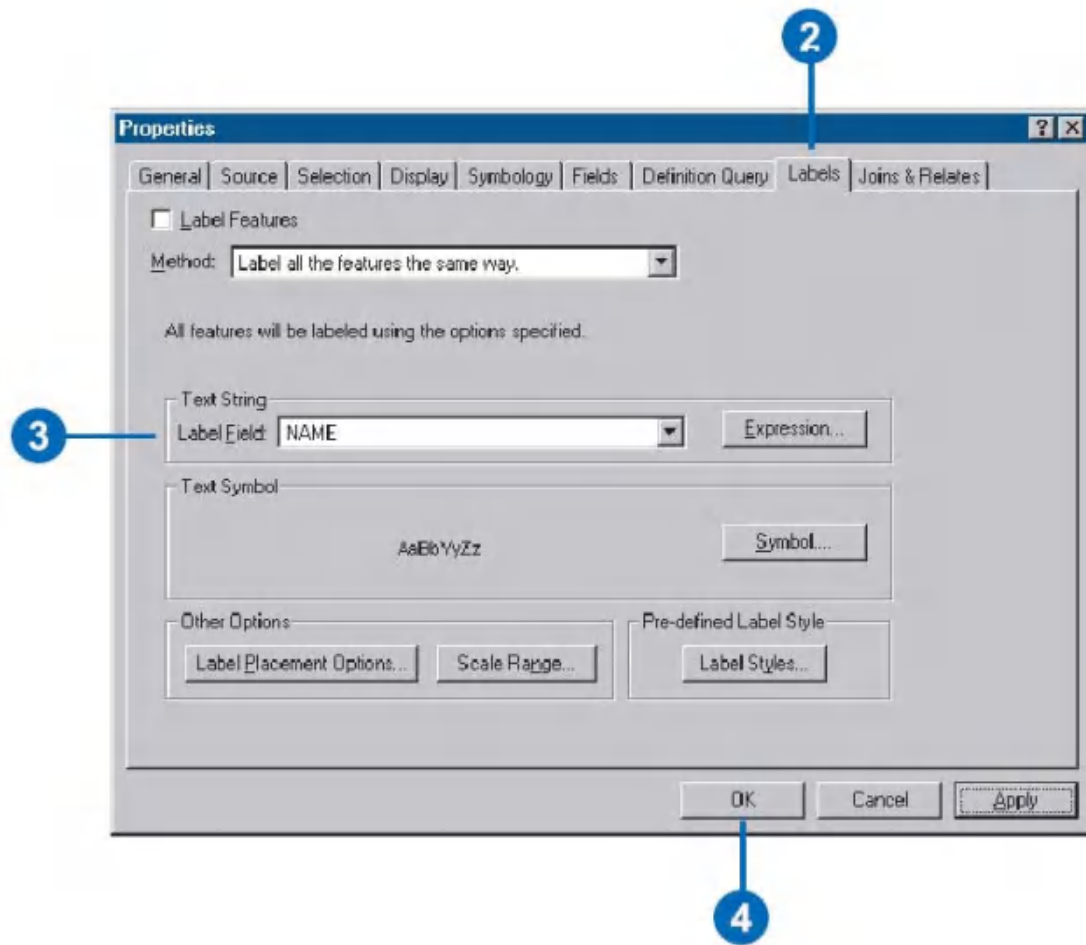 2
Properties
General Source Selection Display Symbology Fields Definition Query Labels Joins & Relates
Label Features
Method: Label all the features the same way.
All features will be labeled using the options specified.
Text String
3
Label Field: NAME Expression...
Text Symbol
AaBbYyZz Symbol...
Other Options Pre-defined Label Style
Label Placement Options... Scale Range... Label Styles...
OK Cancel Apply
4